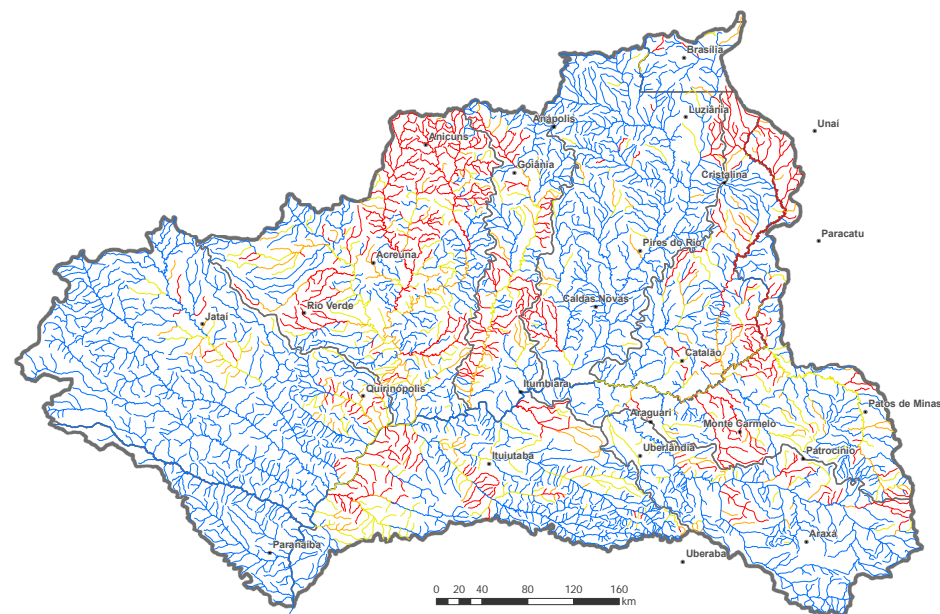 Brasília
Luziânia
Unaí
Anápolis
Anicuns
Goiânia
Cristalina
Paracatu
Pires do Rio
Acreúna
Rio Verde
Caldas Novas
Jataí
Catalão
Quirinópolis
Itumbiara
Patos de Minas
Araguari
Monte Carmelo
Patrocínio
Uberlândia
Ituiutaba
Araxá
Paranaíba
Uberaba
0 20 40 80 120 160
km